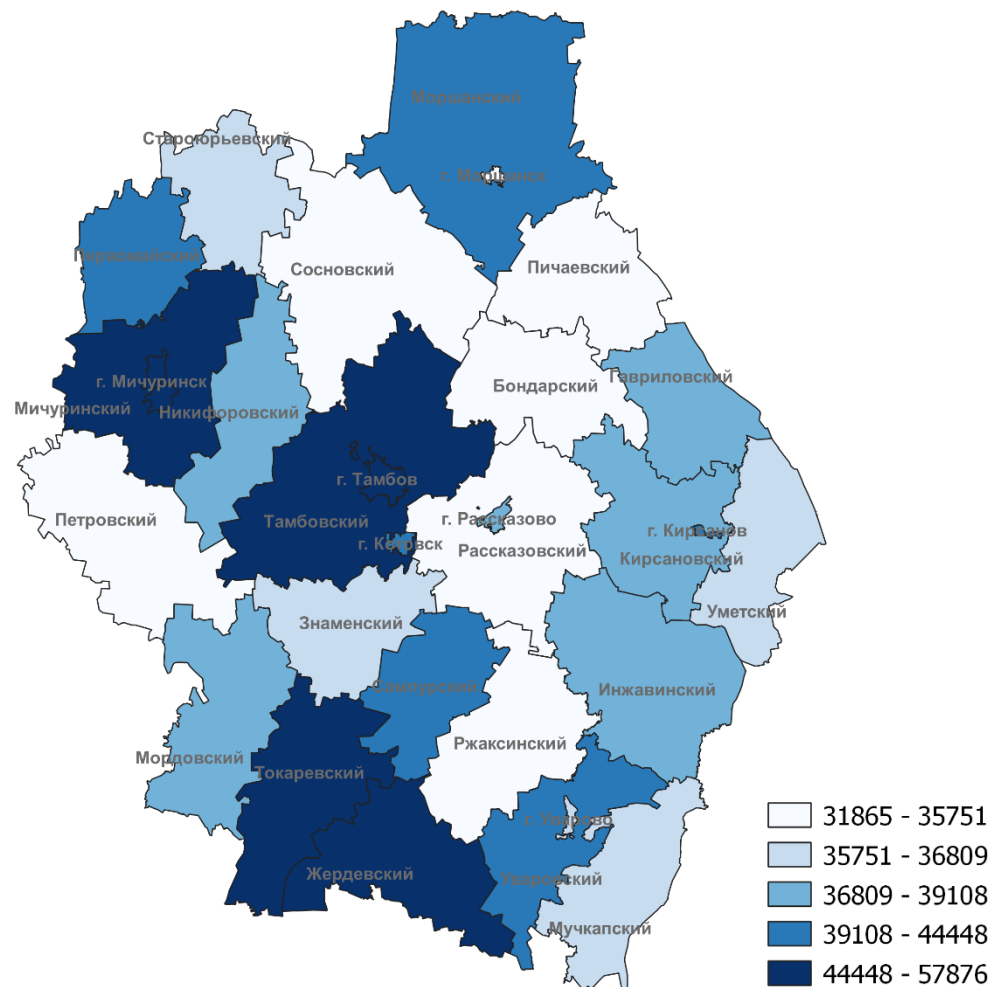 Моршанский
Староюрьевский
г. Моршанск
Первомайский
Сосновский
Пичаевский
г. Мичуринск
Гавриловский
Бондарский
Мичуринский
Никифоровский
г. Тамбов
Петровский
Тамбовский
г. Рассказово
г. Котовск
Рассказовский
г. Кирсанов
Кирсановский
Знаменский
Уметский
Сампурский
Инжавинский
Ржаксинский
Мордовский
Токаревский
г. Уварово
Жердевский
Уваровский
Мучкапский
31865 - 35751
35751 - 36809
36809 - 39108
39108 - 44448
44448 - 57876